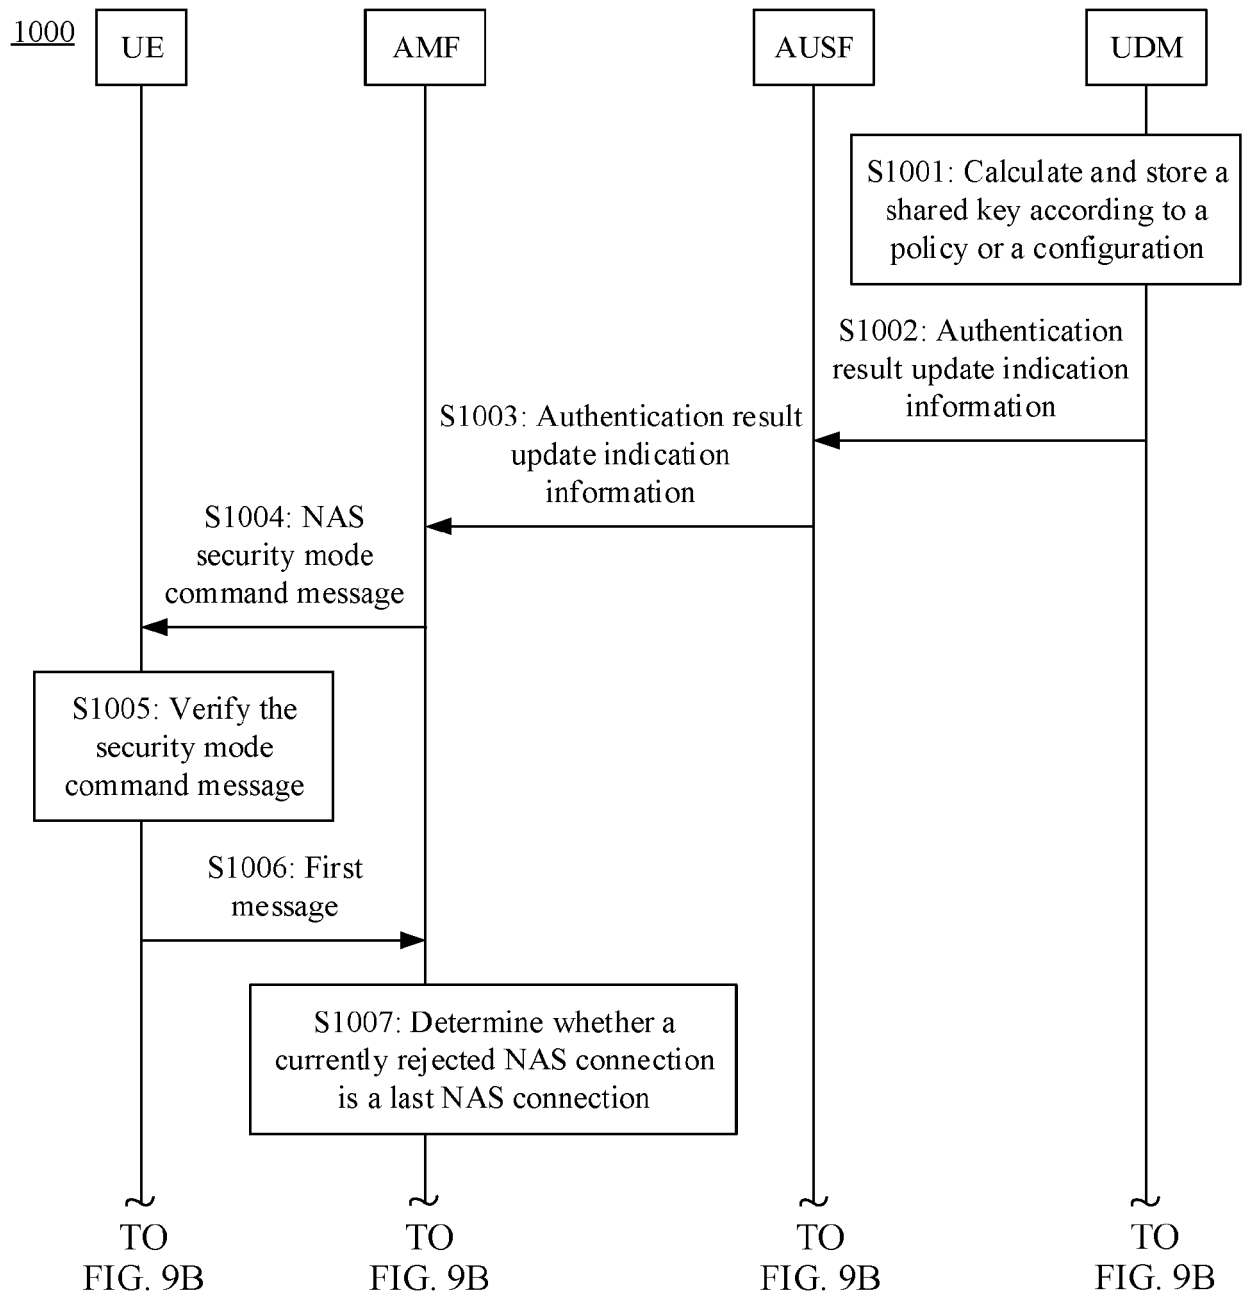 1000
UE
AMF
AUSF
UDM
S1001: Calculate and store a
shared key according to a
policy or a configuration
S1002: Authentication
result update indication
information
S1003: Authentication result
update indication
information
S1004: NAS
security mode
command message
S1005: Verify the
security mode
command message
S1006: First
message
S1007: Determine whether a
currently rejected NAS connection
is a last NAS connection
TO
FIG. 9B
TO
FIG. 9B
TO
FIG. 9B
TO
FIG. 9B